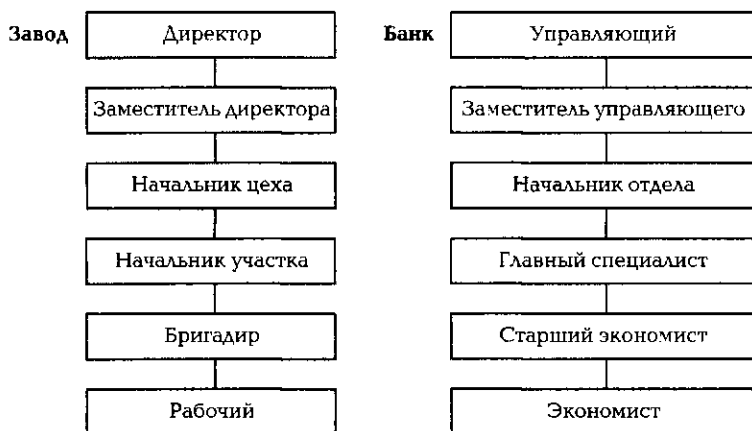 Завод
Директор
Заместитель директора
Начальник цеха
Начальник участка
Бригадир
Рабочий
Банк
Управляющий
Заместитель управляющего
Начальник отдела
Главный специалист
Старший экономист
Экономист